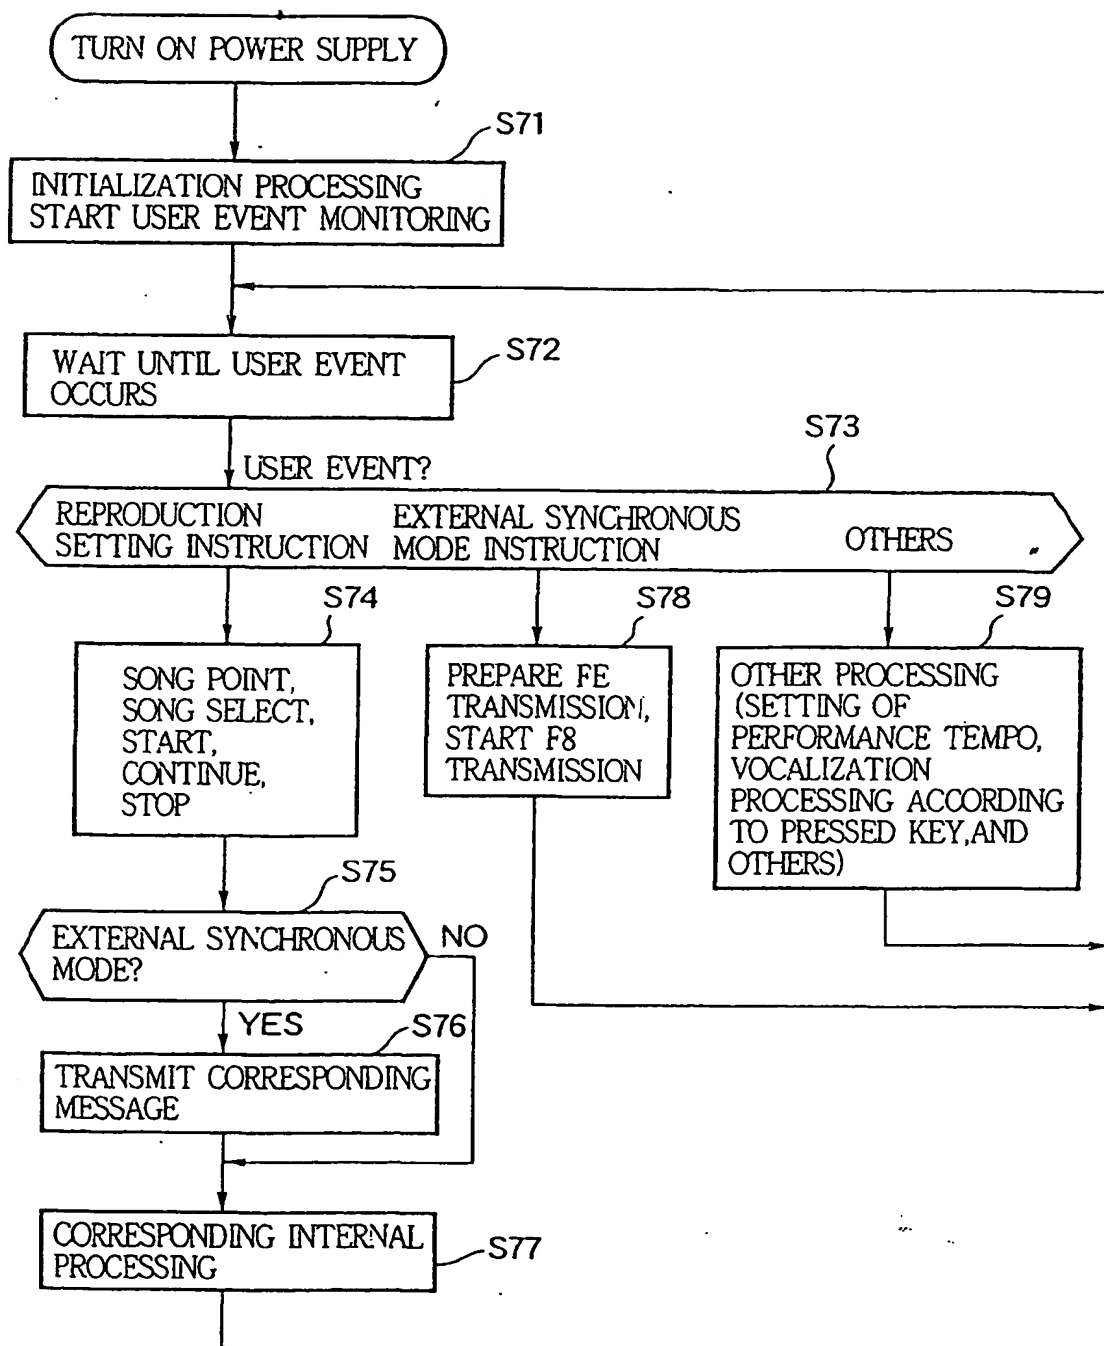 TURN ON POWER SUPPLY
S71
INITIALIZATION PROCESSING
START USER EVENT MONITORING
S72
WAIT UNTIL USER EVENT
OCCURS
S73
USER EVENT?
REPRODUCTION
SETTING INSTRUCTION
EXTERNAL SYNCHRONOUS
MODE INSTRUCTION
OTHERS
S74
SONG POINT,
SONG SELECT,
START,
CONTINUE,
STOP
S78
PREPARE FE
TRANSMISSION,
START F8
TRANSMISSION
S79
OTHER PROCESSING
(SETTING OF
PERFORMANCE TEMPO,
VOCALIZATION
PROCESSING ACCORDING
TO PRESSED KEY,AND
OTHERS)
S75
EXTERNAL SYNCHRONOUS
MODE?
NO
YES
S76
TRANSMIT CORRESPONDING
MESSAGE
CORRESPONDING INTERNAL
PROCESSING
S77